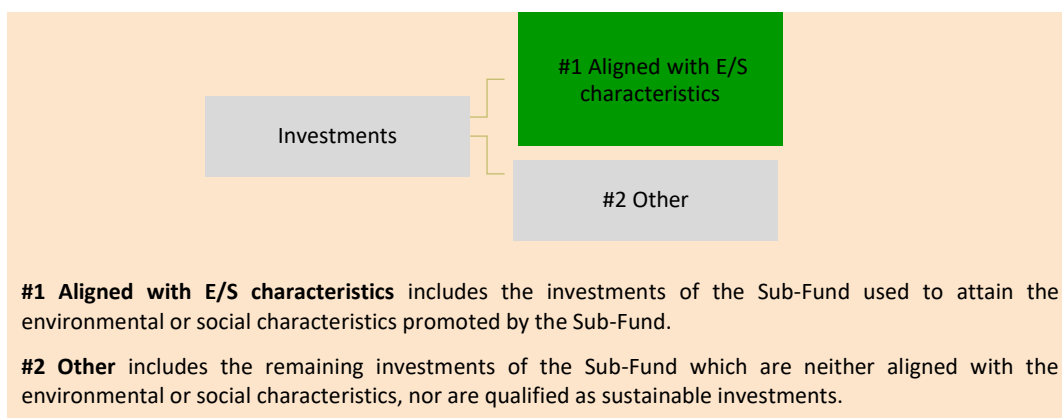 #1 Aligned with E/S
characteristics
Investments
#2 Other
#1 Aligned with E/S characteristics includes the investments of the Sub-Fund used to attain the
environmental or social characteristics promoted by the Sub-Fund.
#2 Other includes the remaining investments of the Sub-Fund which are neither aligned with the
environmental or social characteristics, nor are qualified as sustainable investments.